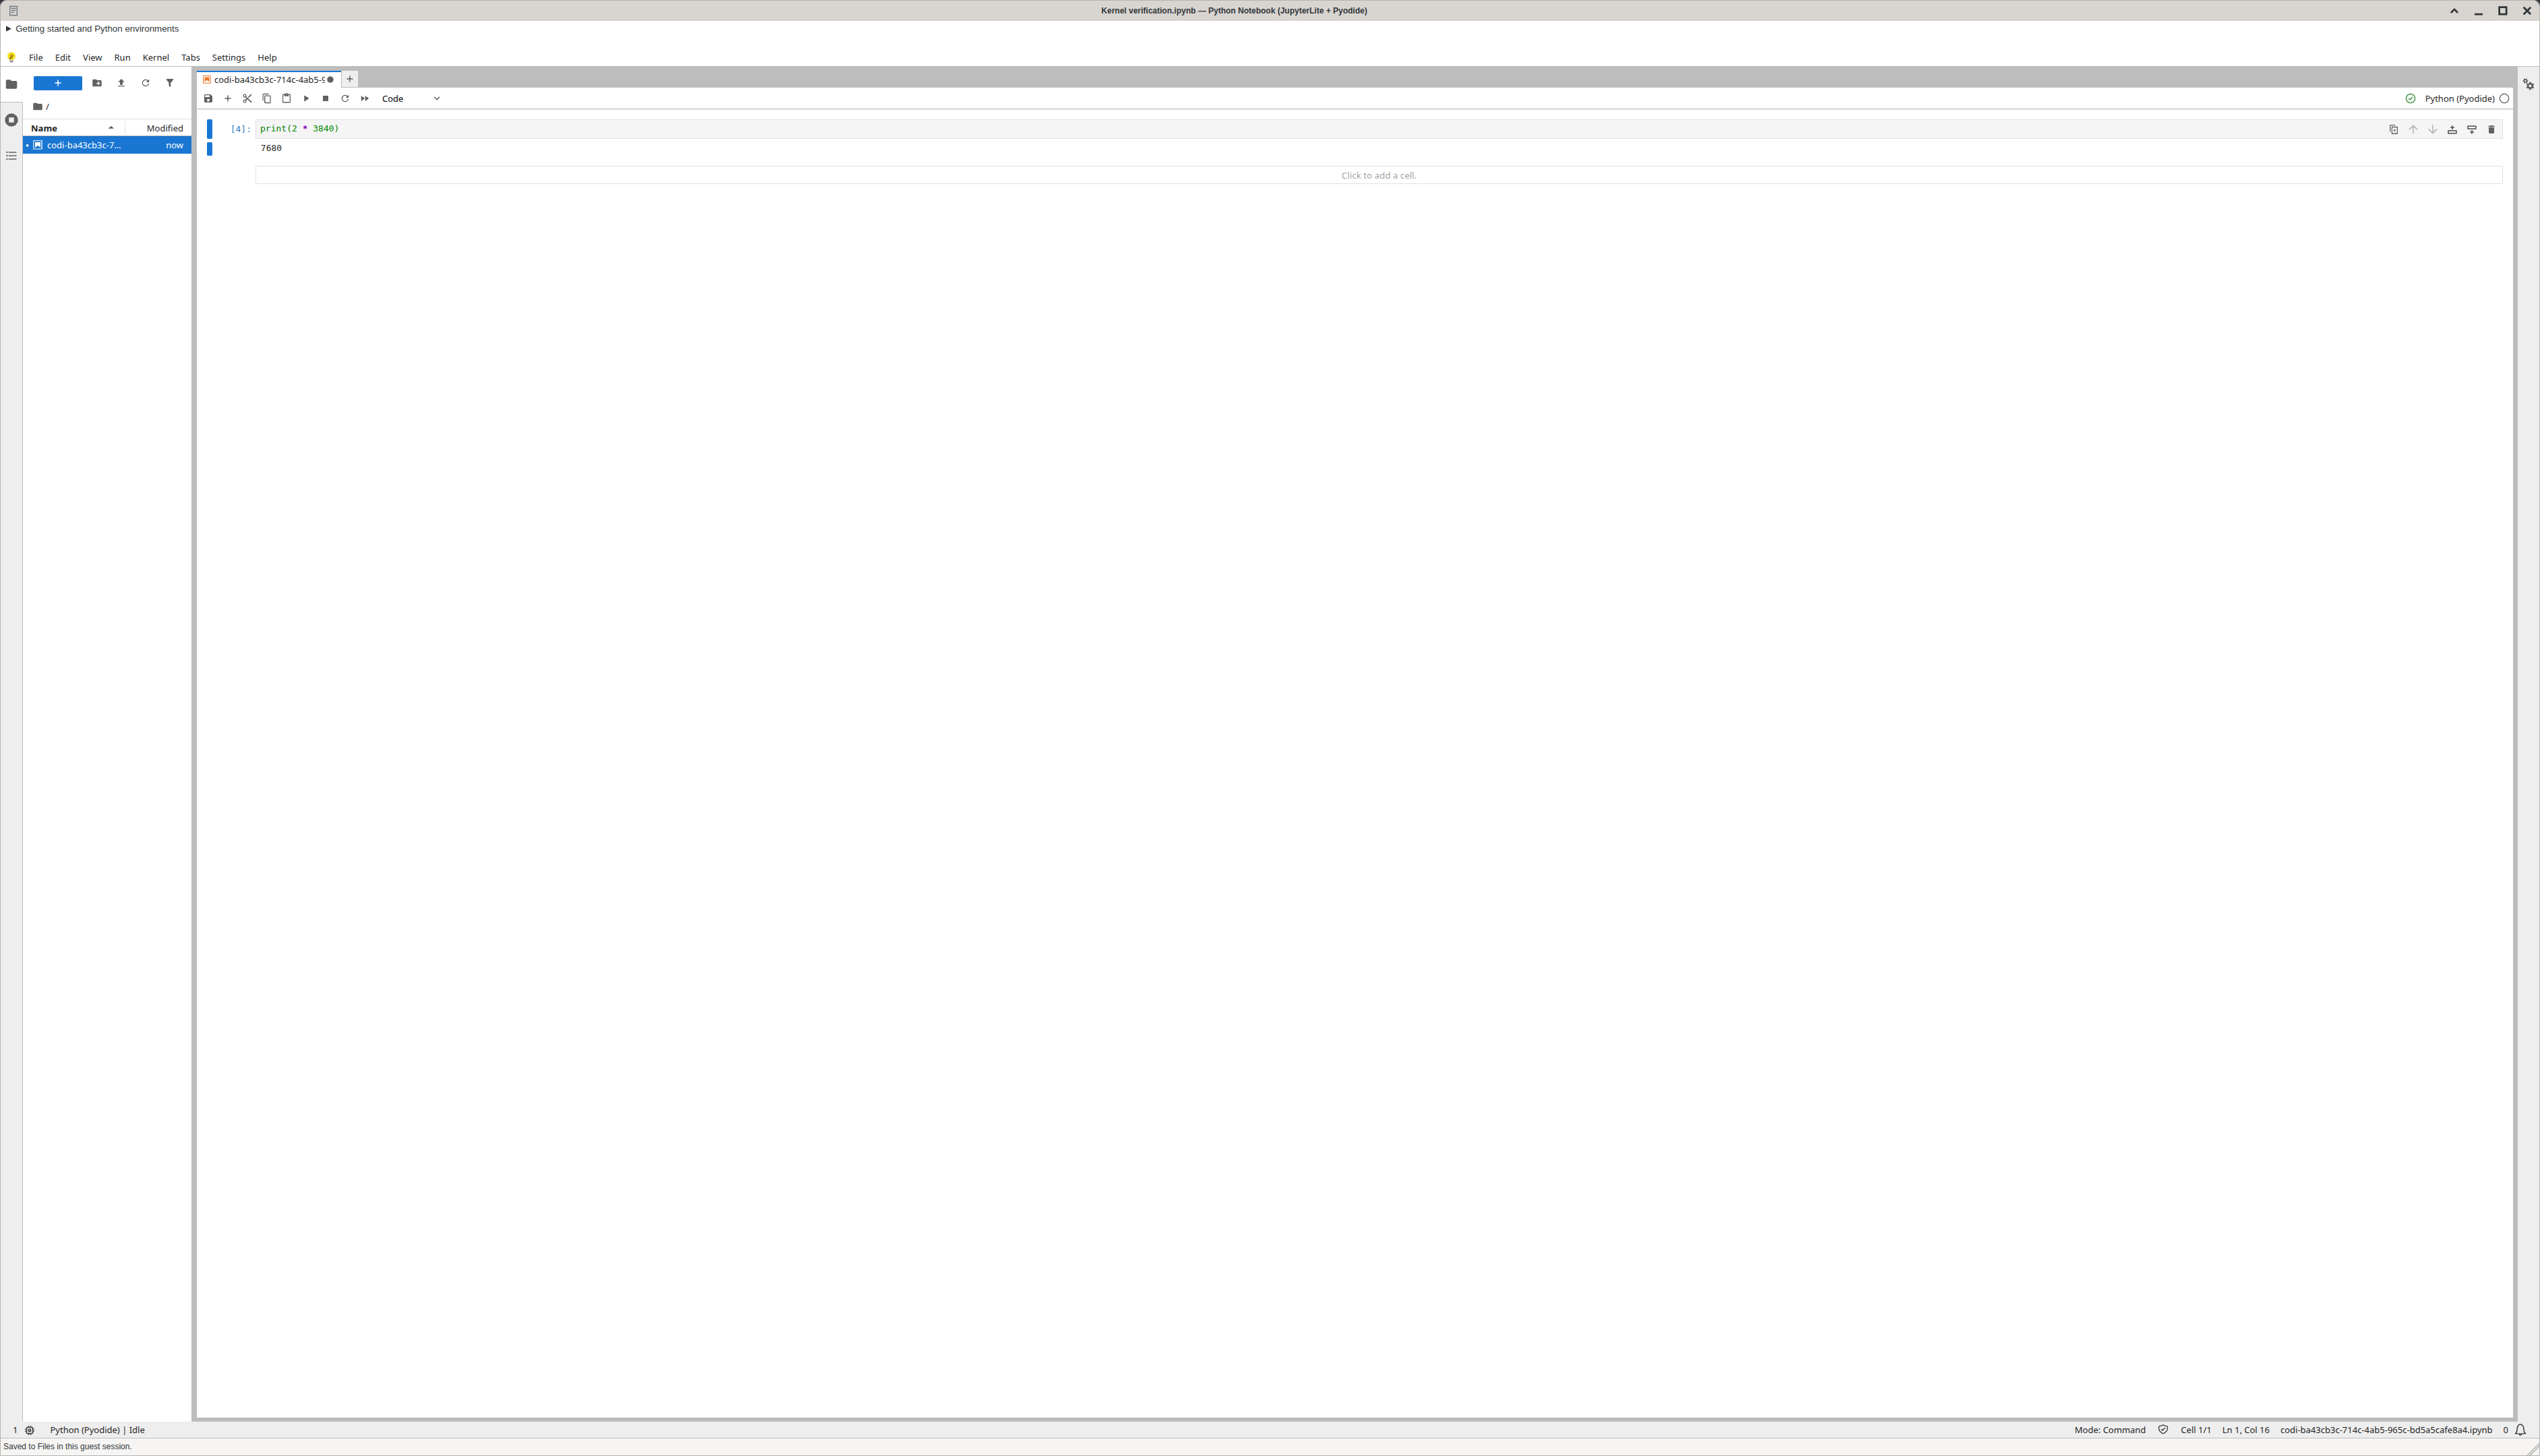 Kernel verification.ipynb — Python Notebook (JupyterLite + Pyodide)
▶ Getting started and Python environments
File Edit View Run Kernel Tabs Settings Help
codi-ba43cb3c-714c-4ab5-9
/
Code
Python (Pyodide)
Name Modified
codi-ba43cb3c-7... now
[4]: print(2 * 3840)
7680
Click to add a cell.
1 Python (Pyodide) | Idle
Mode: Command Cell 1/1 Ln 1, Col 16 codi-ba43cb3c-714c-4ab5-965c-bd5a5cafe8a4.ipynb 0
Saved to Files in this guest session.